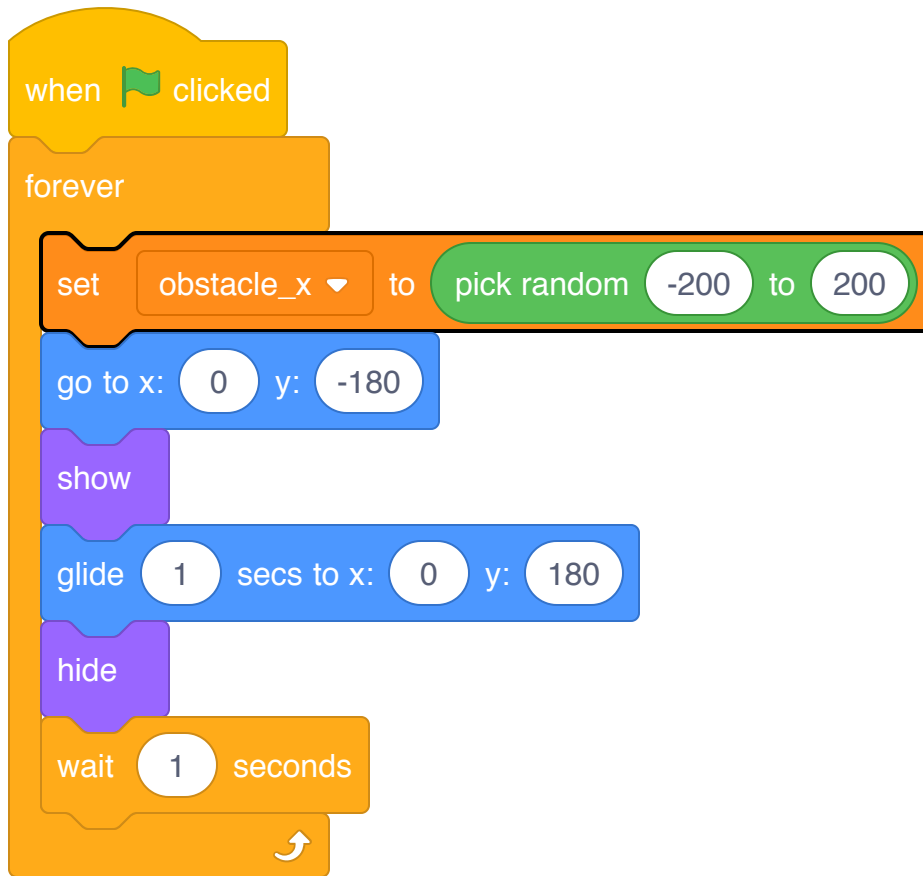 when clicked
forever
set obstacle_x to pick random -200 to 200
go to x: 0 y: -180
show
glide 1 secs to x: 0 y: 180
hide
wait 1 seconds